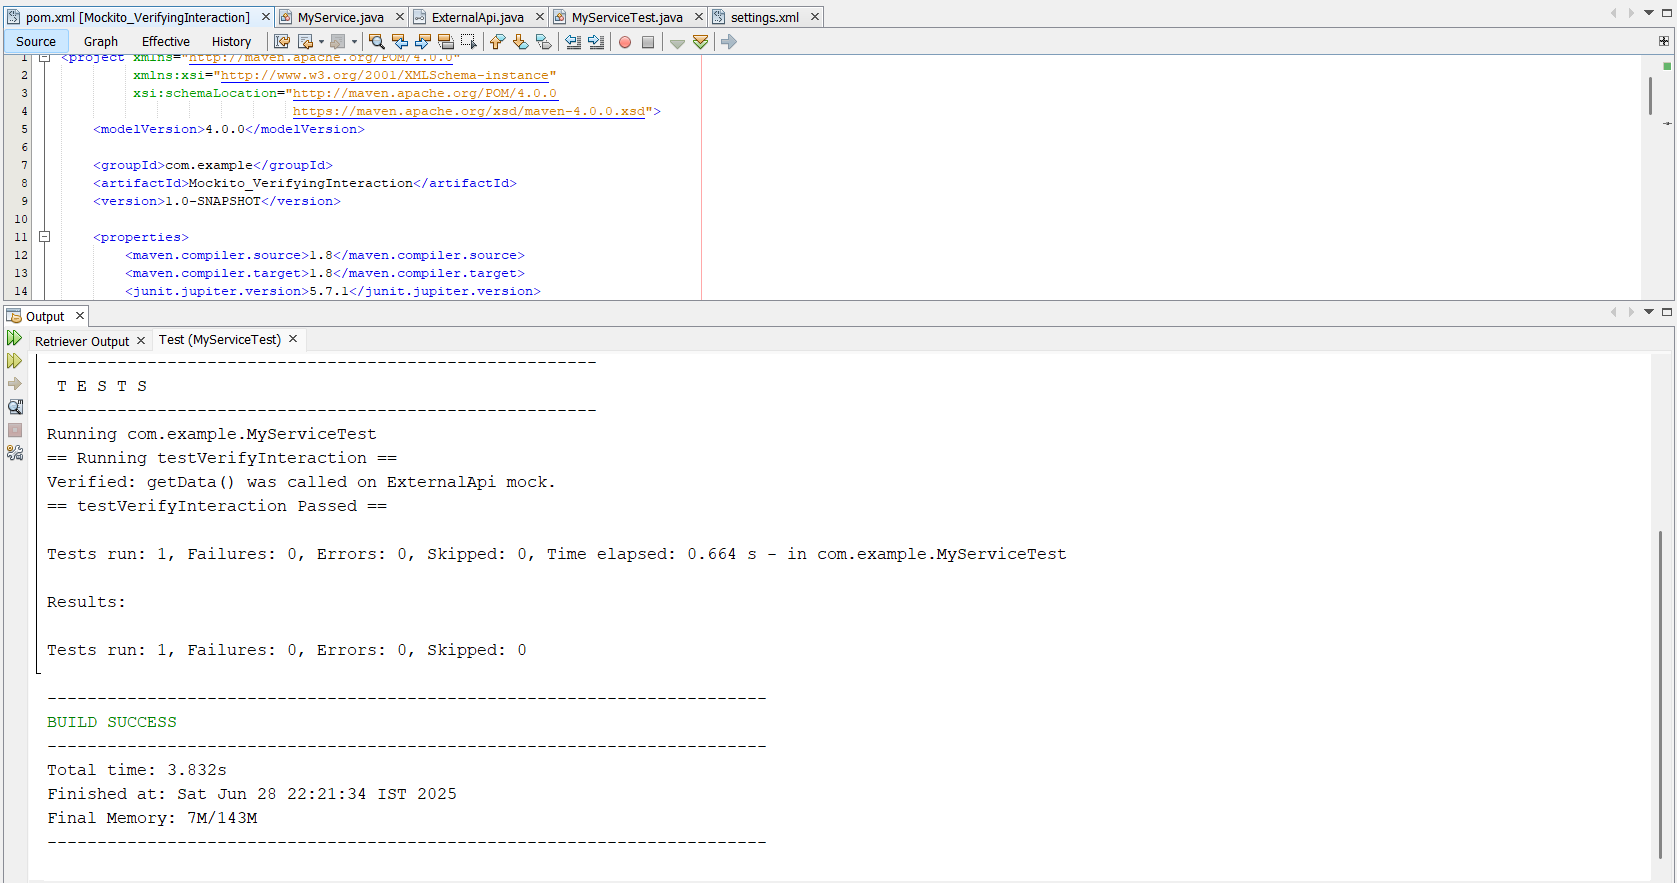 pom.xml [Mockito_VerifyingInteraction] MyService.java ExternalApi.java MyServiceTest.java settings.xml
Source Graph Effective History
1 <project xmlns="http://maven.apache.org/POM/4.0.0"
2 xmlns:xsi="http://www.w3.org/2001/XMLSchema-instance"
3 xsi:schemaLocation="http://maven.apache.org/POM/4.0.0
4 https://maven.apache.org/xsd/maven-4.0.0.xsd">
5 <modelVersion>4.0.0</modelVersion>
6
7 <groupId>com.example</groupId>
8 <artifactId>Mockito_VerifyingInteraction</artifactId>
9 <version>1.0-SNAPSHOT</version>
10
11 <properties>
12 <maven.compiler.source>1.8</maven.compiler.source>
13 <maven.compiler.target>1.8</maven.compiler.target>
14 <junit.jupiter.version>5.7.1</junit.jupiter.version>
Output
Retriever Output Test (MyServiceTest)
-------------------------------------------------------
T E S T S
-------------------------------------------------------
Running com.example.MyServiceTest
== Running testVerifyInteraction ==
Verified: getData() was called on ExternalApi mock.
== testVerifyInteraction Passed ==
Tests run: 1, Failures: 0, Errors: 0, Skipped: 0, Time elapsed: 0.664 s - in com.example.MyServiceTest
Results:
Tests run: 1, Failures: 0, Errors: 0, Skipped: 0
------------------------------------------------------------------------
BUILD SUCCESS
------------------------------------------------------------------------
Total time: 3.832s
Finished at: Sat Jun 28 22:21:34 IST 2025
Final Memory: 7M/143M
------------------------------------------------------------------------